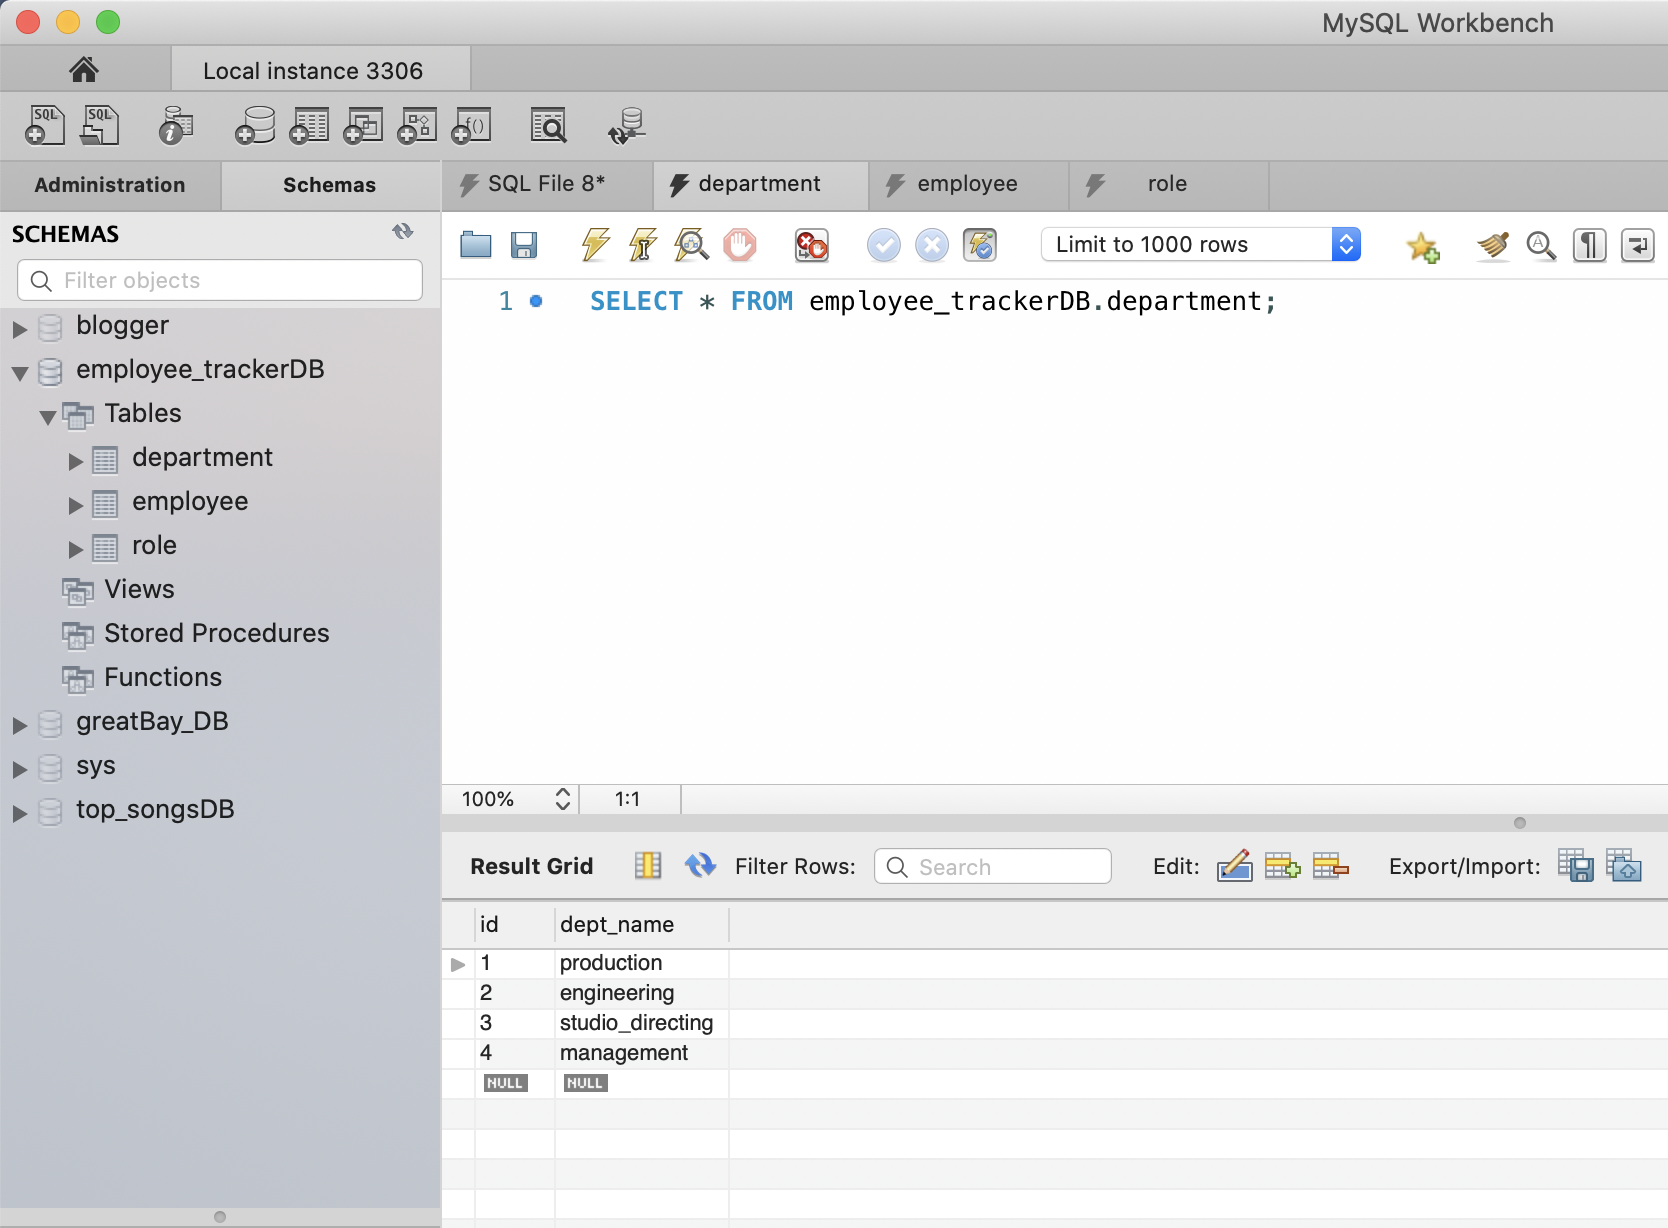 MySQL Workbench
Local instance 3306
SQL SQL f()
Administration Schemas
SQL File 8* department employee role
SCHEMAS
Filter objects
Limit to 1000 rows
1 SELECT * FROM employee_trackerDB.department;
blogger
employee_trackerDB
Tables
department
employee
role
Views
Stored Procedures
Functions
greatBay_DB
sys
top_songsDB
100% 1:1
Result Grid Filter Rows: Search Edit: Export/Import:
id dept_name
1 production
2 engineering
3 studio_directing
4 management
NULL NULL